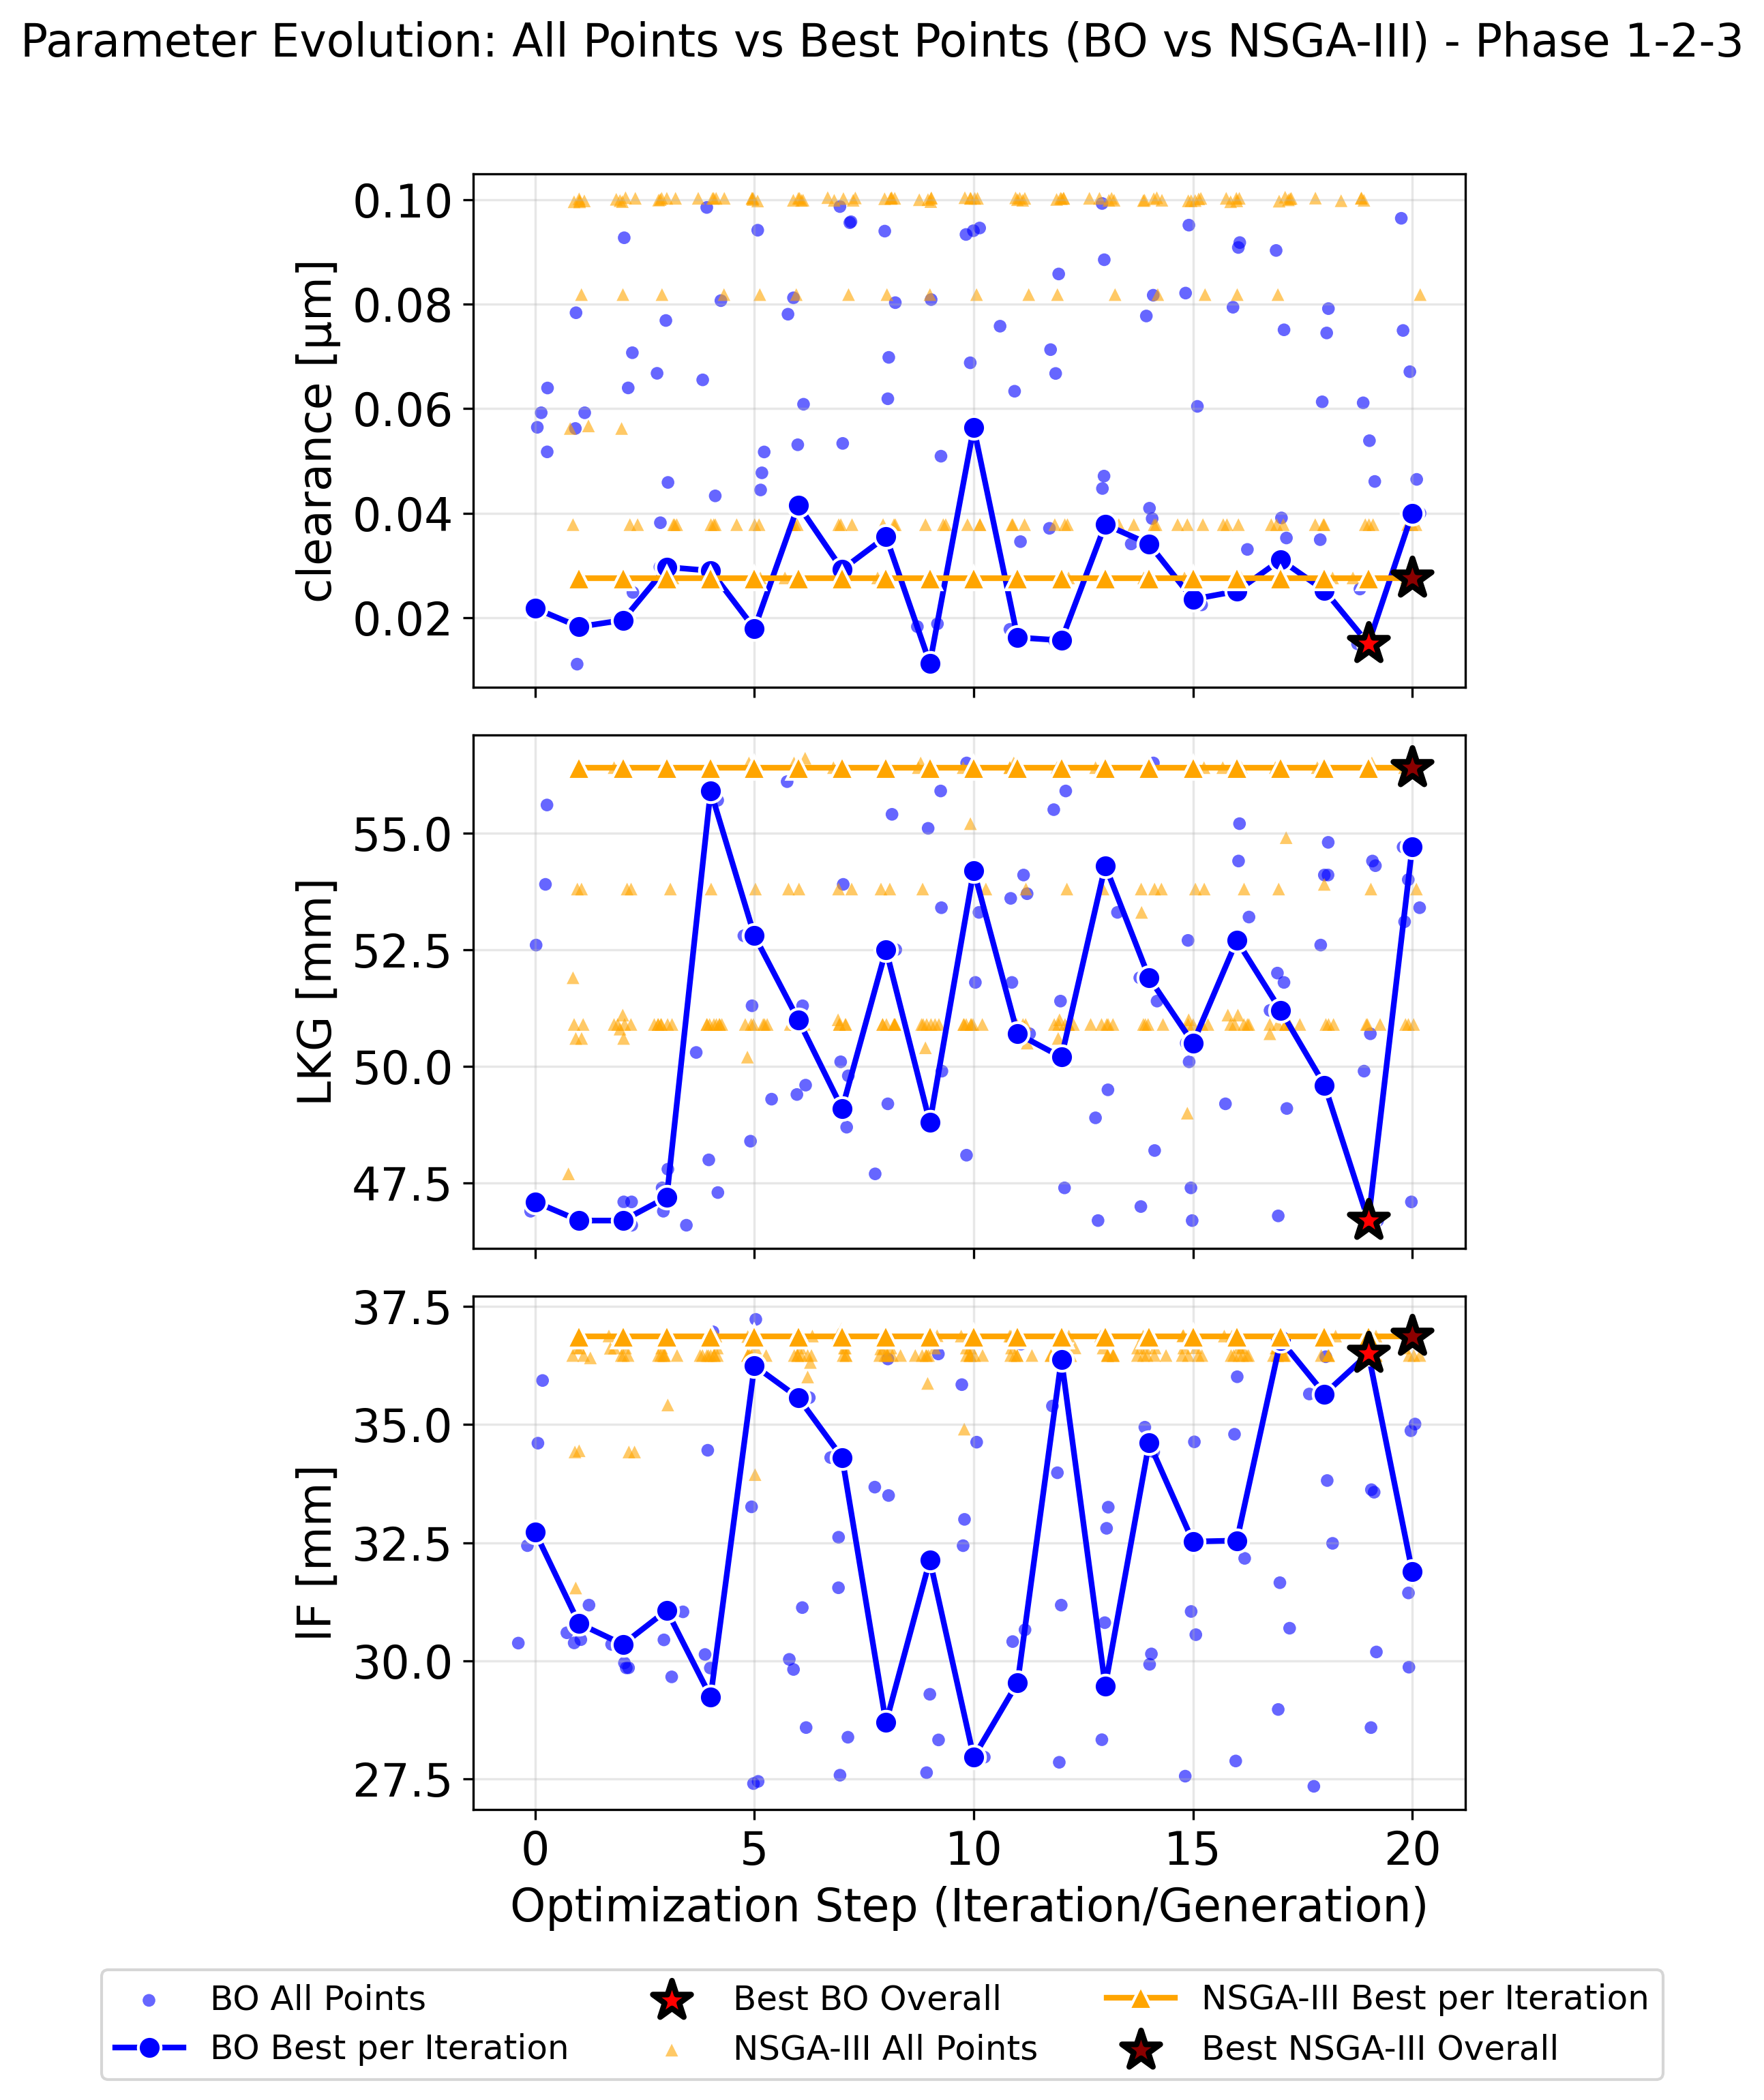 Parameter Evolution: All Points vs Best Points (BO vs NSGA-III) - Phase 1-2-3
0.10
0.08
0.06
0.04
0.02
clearance [µm]
55.0
52.5
50.0
47.5
LKG [mm]
37.5
35.0
32.5
30.0
27.5
IF [mm]
0 5 10 15 20
Optimization Step (Iteration/Generation)
BO All Points
BO Best per Iteration
Best BO Overall
NSGA-III All Points
NSGA-III Best per Iteration
Best NSGA-III Overall